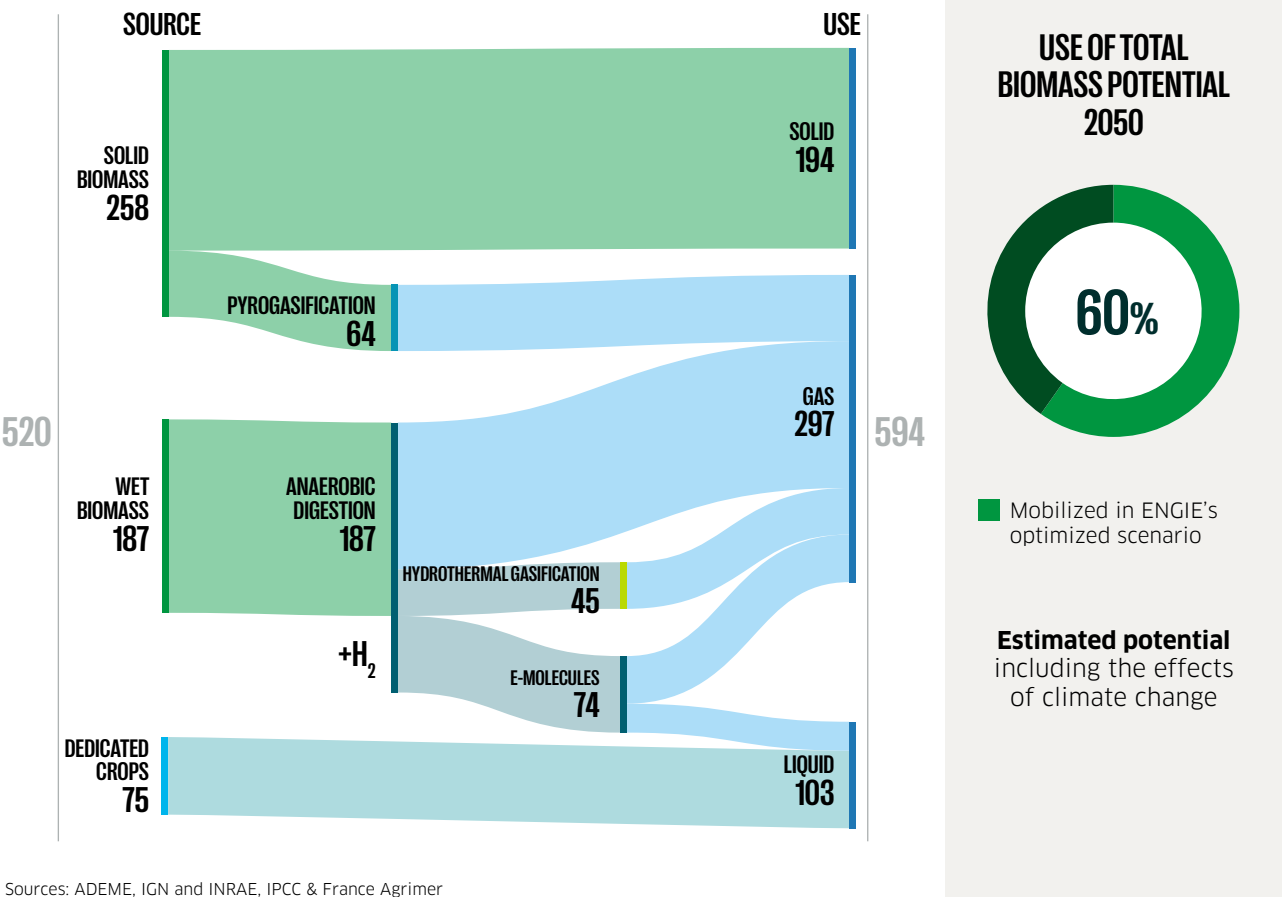 SOURCE
USE
SOLID
BIOMASS
258
SOLID
194
PYROGASIFICATION
64
GAS
297
520
594
WET
BIOMASS
187
ANAEROBIC
DIGESTION
187
HYDROTHERMAL GASIFICATION
45
+H₂
E-MOLECULES
74
DEDICATED
CROPS
75
LIQUID
103
Sources: ADEME, IGN and INRAE, IPCC & France Agrimer
USE OF TOTAL
BIOMASS POTENTIAL
2050
60%
Mobilized in ENGIE’s
optimized scenario
Estimated potential
including the effects
of climate change